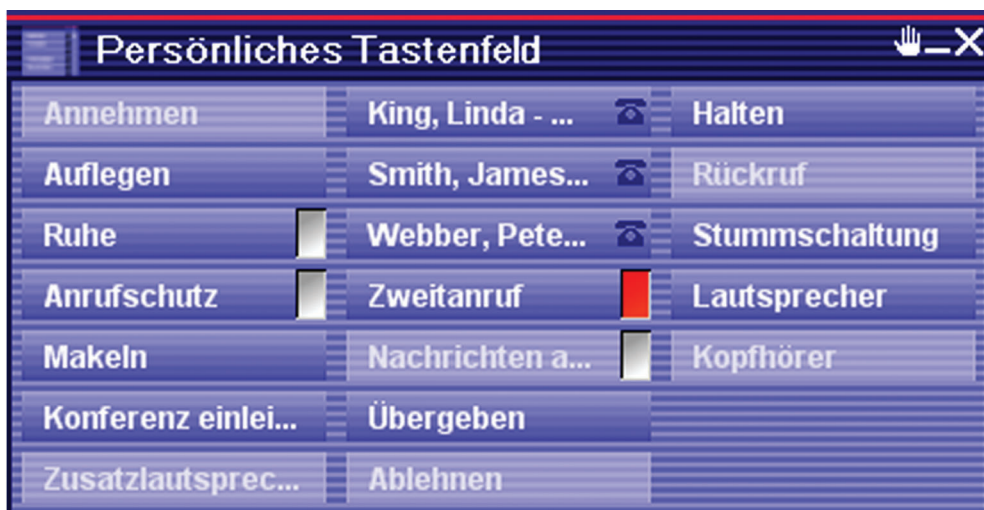 Persönliches Tastenfeld
Annehmen
King, Linda - ...
Halten
Auflegen
Smith, James...
Rückruf
Ruhe
Webber, Pete...
Stummschaltung
Anrufschutz
Zweitanruf
Lautsprecher
Makeln
Nachrichten a...
Kopfhörer
Konferenz einlei...
Übergeben
Zusatzlautsprec...
Ablehnen